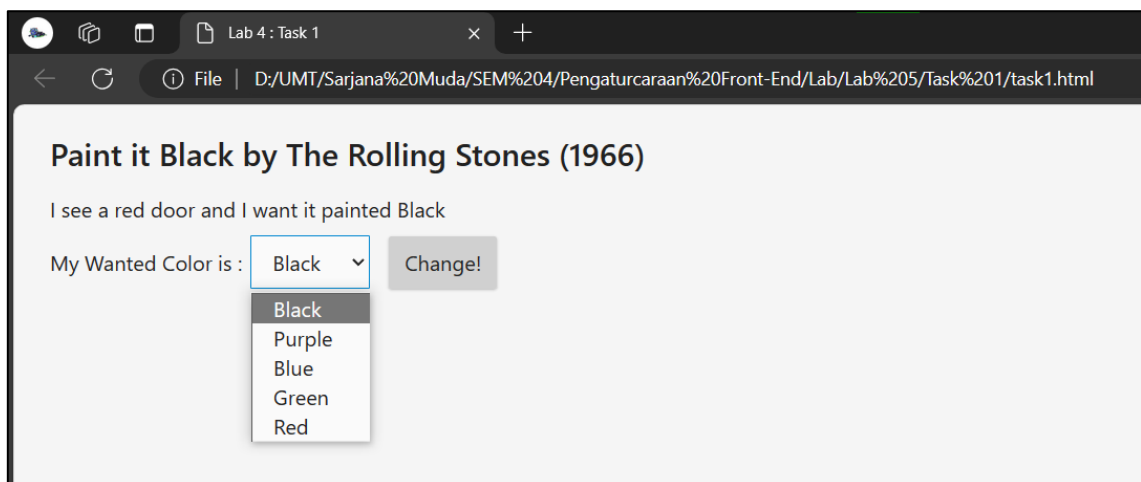 Lab 4 : Task 1
File | D:/UMT/Sarjana%20Muda/SEM%204/Pengaturcaraan%20Front-End/Lab/Lab%205/Task%201/task1.html
Paint it Black by The Rolling Stones (1966)
I see a red door and I want it painted Black
My Wanted Color is : Black Change!
Black
Purple
Blue
Green
Red